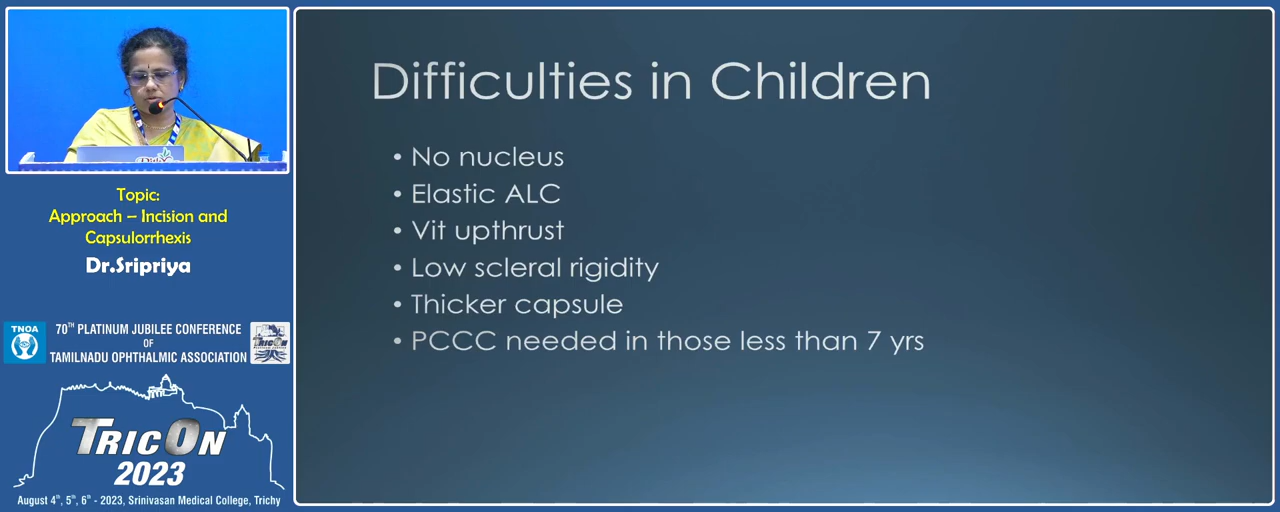 Difficulties in Children
• No nucleus
• Elastic ALC
• Vit upthrust
• Low scleral rigidity
• Thicker capsule
• PCCC needed in those less than 7 yrs
Topic:
Approach – Incision and
Capsulorrhexis
Dr.Sripriya
TNOA
70TH PLATINUM JUBILEE CONFERENCE
OF
TAMILNADU OPHTHALMIC ASSOCIATION
TRICON
TRICON
2023
August 4th, 5th, 6th - 2023, Srinivasan Medical College, Trichy